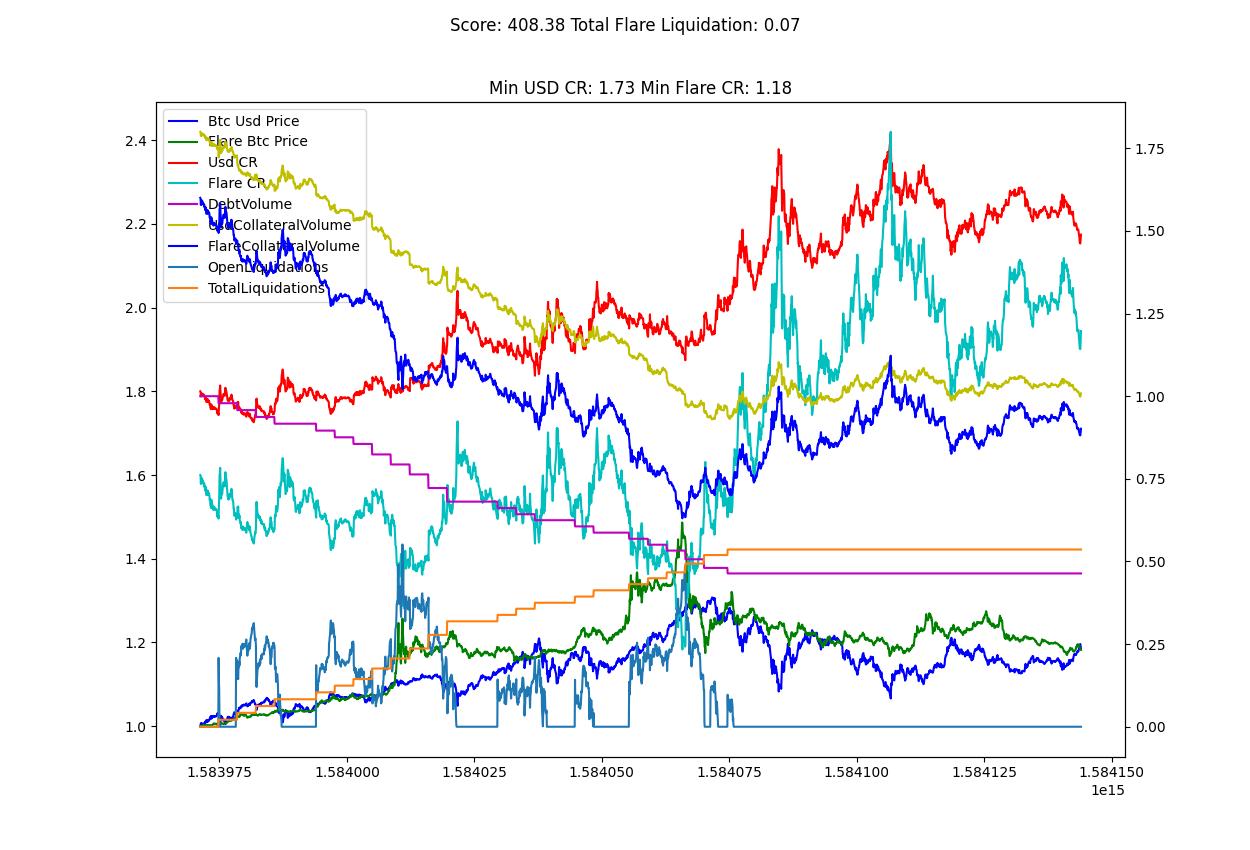 Score: 408.38 Total Flare Liquidation: 0.07
Min USD CR: 1.73 Min Flare CR: 1.18
Btc Usd Price
Flare Btc Price
Usd CR
Flare CR
DebtVolume
UsdCollateralVolume
FlareCollateralVolume
OpenLiquidations
TotalLiquidations
2.4
2.2
2.0
1.8
1.6
1.4
1.2
1.0
1.75
1.50
1.25
1.00
0.75
0.50
0.25
0.00
1.583975 1.584000 1.584025 1.584050 1.584075 1.584100 1.584125 1.584150
1e15